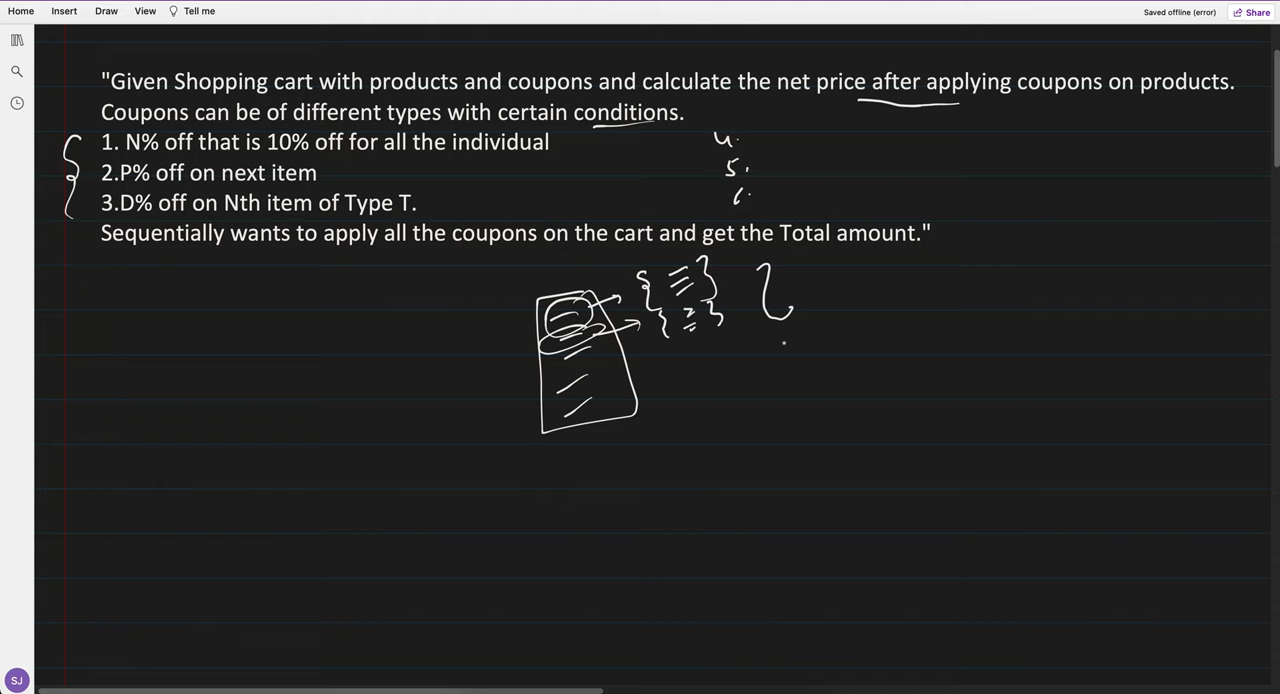 Home Insert Draw View Tell me
Saved offline (error) Share
"Given Shopping cart with products and coupons and calculate the net price after applying coupons on products.
Coupons can be of different types with certain conditions.
1. N% off that is 10% off for all the individual
4.
2.P% off on next item
5.
3.D% off on Nth item of Type T.
6.
Sequentially wants to apply all the coupons on the cart and get the Total amount."
SJ